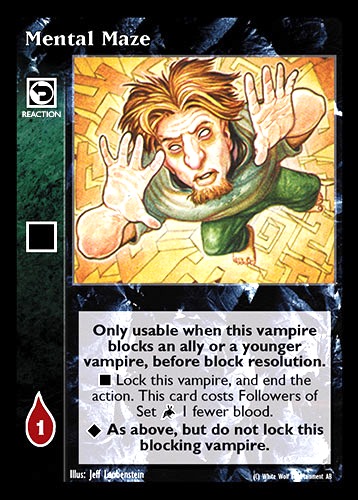 Mental Maze
REACTION
Only usable when this vampire
blocks an ally or a younger
vampire, before block resolution.
Lock this vampire, and end the
action. This card costs Followers of
Set 1 fewer blood.
As above, but do not lock this
blocking vampire.
1
Illus: Jeff Laubenstein
(C) White Wolf Entertainment AB